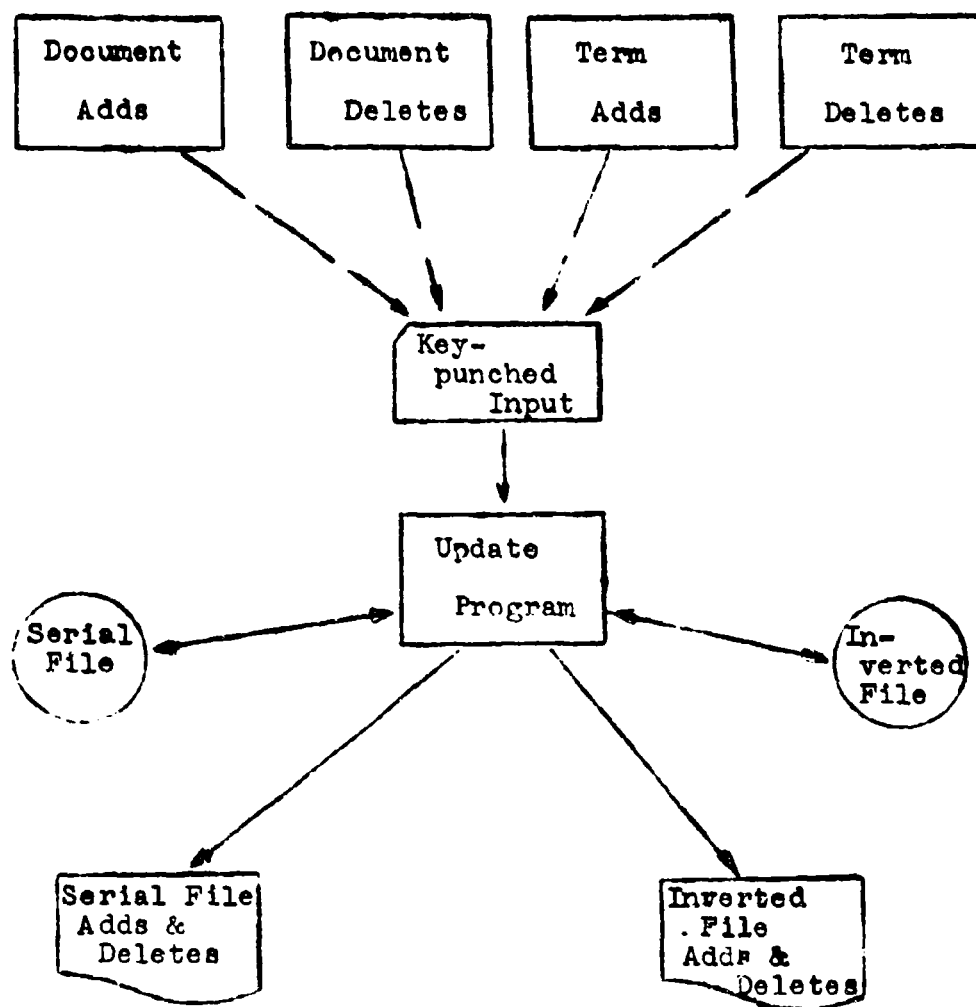 Document
Adds
Document
Deletes
Term
Adds
Term
Deletes
Key-
punched
Input
Update
Program
Serial
File
In-
verted
File
Serial File
Adds &
Deletes
Inverted
File
Adds &
Deletes